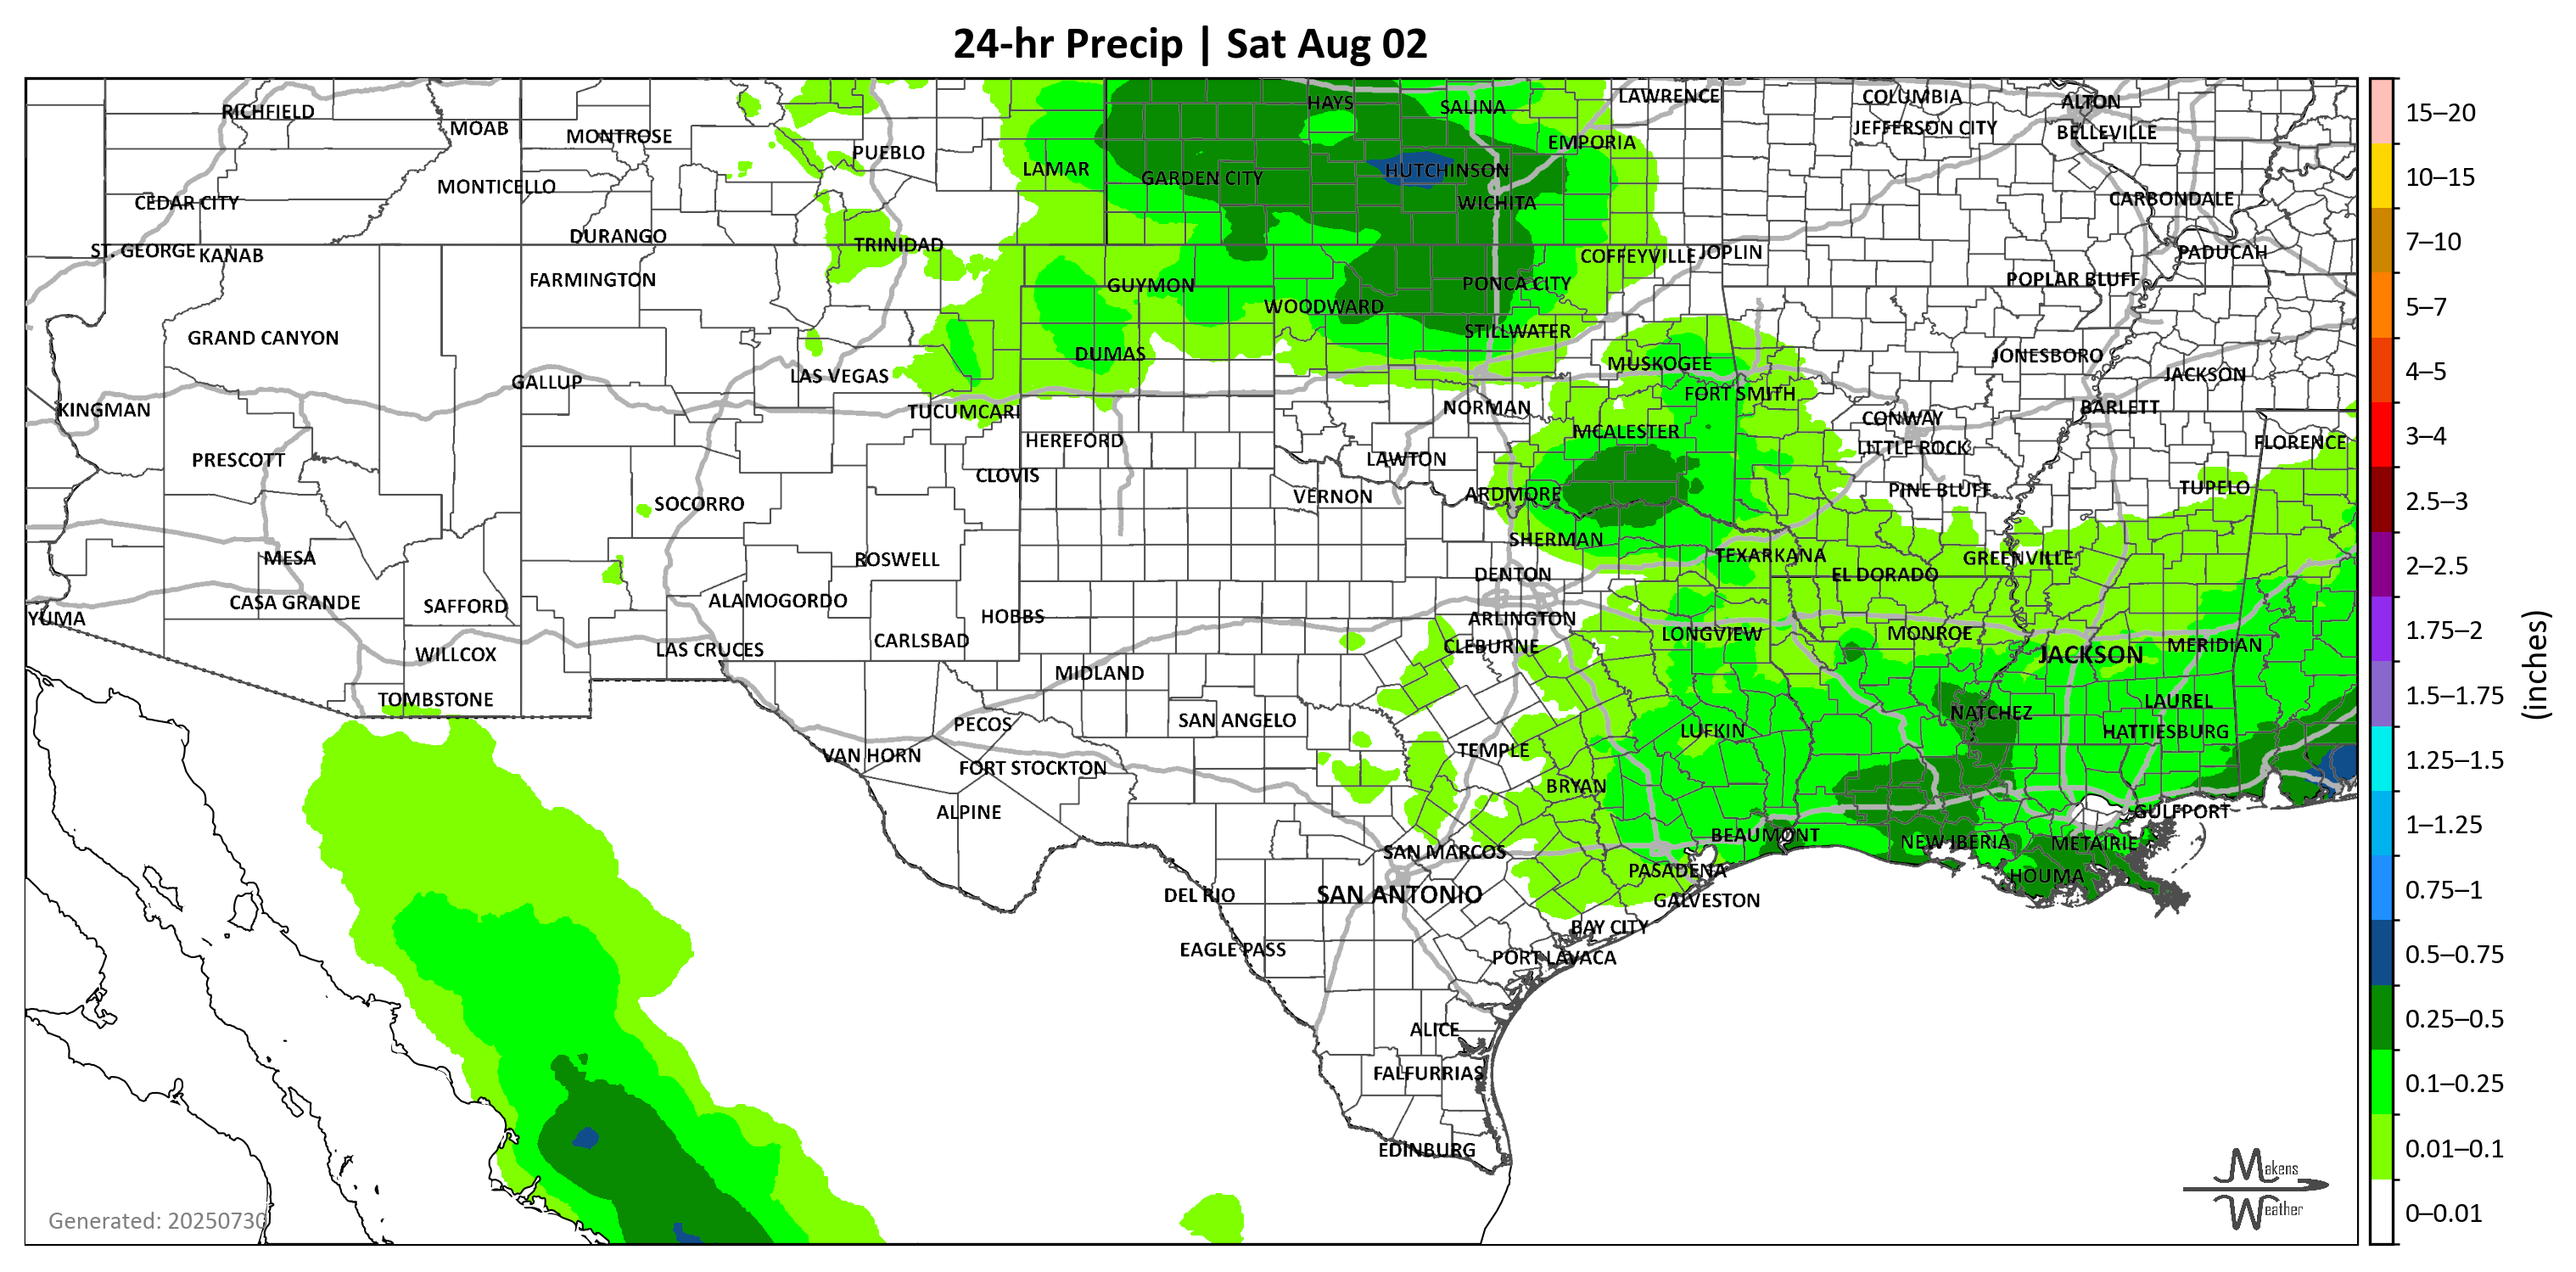 24-hr Precip | Sat Aug 02
RICHFIELD
MOAB
MONTROSE
PUEBLO
LAMAR
HAYS
SALINA
LAWRENCE
COLUMBIA
ALTON
JEFFERSON CITY
BELLEVILLE
EMPORIA
HUTCHINSON
GARDEN CITY
MONTICELLO
CEDAR CITY
WICHITA
CARBONDALE
DURANGO
TRINIDAD
ST. GEORGE
KANAB
COFFEYVILLE
JOPLIN
PADUCAH
FARMINGTON
GUYMON
PONCA CITY
POPLAR BLUFF
WOODWARD
GRAND CANYON
STILLWATER
DUMAS
JONESBORO
MUSKOGEE
LAS VEGAS
JACKSON
GALLUP
FORT SMITH
KINGMAN
TUCUMCARI
NORMAN
BARLETT
CONWAY
MCALESTER
HEREFORD
FLORENCE
LITTLE ROCK
PRESCOTT
LAWTON
CLOVIS
PINE BLUFF
TUPELO
SOCORRO
VERNON
ARDMORE
SHERMAN
MESA
ROSWELL
TEXARKANA
GREENVILLE
DENTON
EL DORADO
CASA GRANDE
SAFFORD
ALAMOGORDO
HOBBS
YUMA
ARLINGTON
CARLSBAD
LONGVIEW
MONROE
CLEBURNE
MERIDIAN
WILLCOX
LAS CRUCES
JACKSON
MIDLAND
TOMBSTONE
LAUREL
NATCHEZ
PECOS
SAN ANGELO
LUFKIN
HATTIESBURG
VAN HORN
TEMPLE
FORT STOCKTON
BRYAN
ALPINE
GULFPORT
BEAUMONT
NEW IBERIA
METAIRIE
SAN MARCOS
PASADENA
HOUMA
DEL RIO
SAN ANTONIO
GALVESTON
BAY CITY
EAGLE PASS
PORT LAVACA
ALICE
FALFURRIAS
EDINBURG
Generated: 20250730
Makens
Weather
15–20
10–15
7–10
5–7
4–5
3–4
2.5–3
2–2.5
1.75–2
1.5–1.75
1.25–1.5
1–1.25
0.75–1
0.5–0.75
0.25–0.5
0.1–0.25
0.01–0.1
0–0.01
(inches)